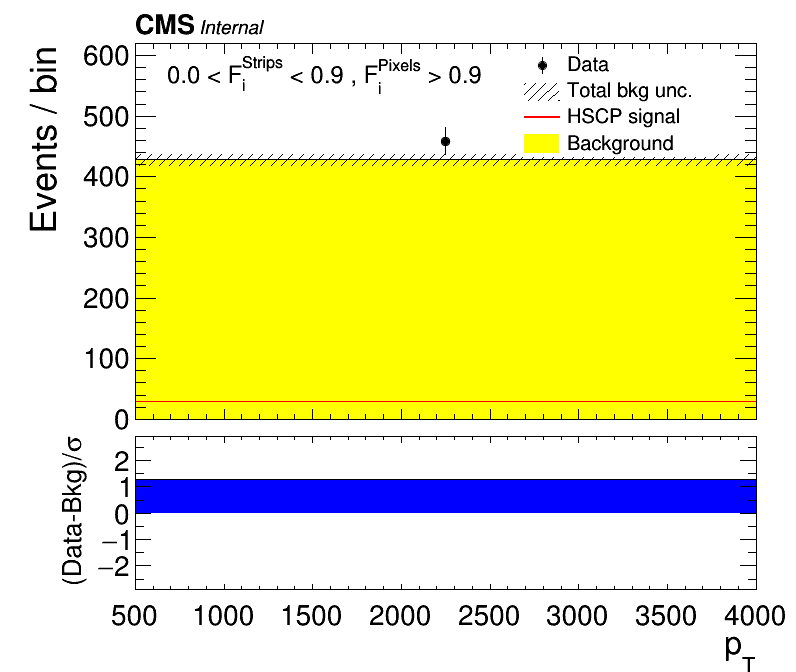 CMS Internal
600
500
400
300
200
100
0
Events / bin
0.0 < F_i^Strips < 0.9 , F_i^Pixels > 0.9
Data
Total bkg unc.
HSCP signal
Background
(Data-Bkg)/σ
2
1
0
−1
−2
500 1000 1500 2000 2500 3000 3500 4000
p_T